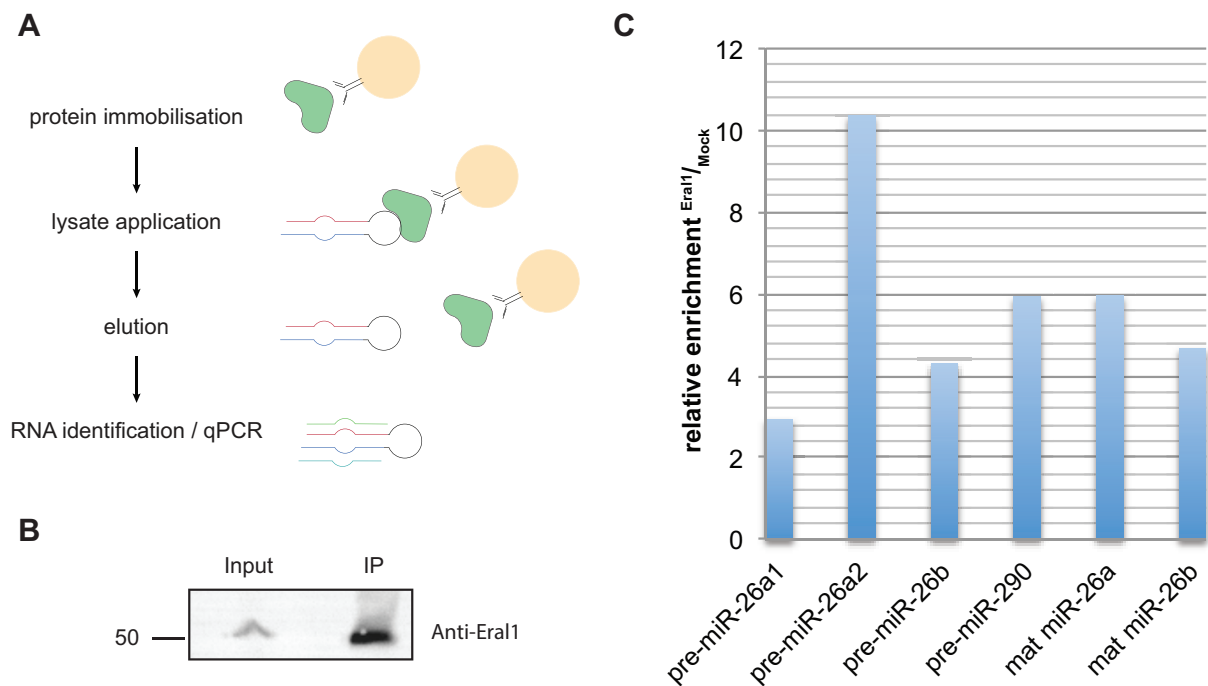 A
protein immobilisation
lysate application
elution
RNA identification / qPCR
B
Input IP
50
Anti-Eral1
C
relative enrichment Eral1/Mock
12
10
8
6
4
2
0
pre-miR-26a1
pre-miR-26a2
pre-miR-26b
pre-miR-290
mat miR-26a
mat miR-26b